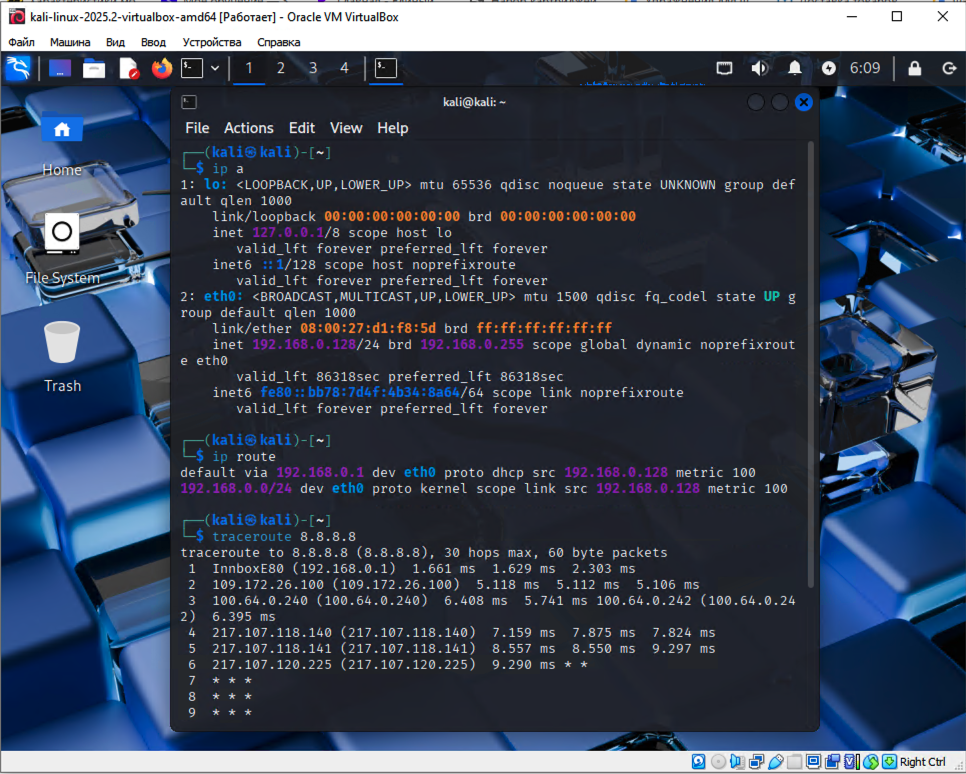 kali-linux-2025.2-virtualbox-amd64 [Работает] - Oracle VM VirtualBox
Файл Машина Вид Ввод Устройства Справка
1 2 3 4 6:09
kali@kali: ~
File Actions Edit View Help
Home
File System
Trash
┌──(kali㉿kali)-[~]
└─$ ip a
1: lo: <LOOPBACK,UP,LOWER_UP> mtu 65536 qdisc noqueue state UNKNOWN group def
ault qlen 1000
link/loopback 00:00:00:00:00:00 brd 00:00:00:00:00:00
inet 127.0.0.1/8 scope host lo
valid_lft forever preferred_lft forever
inet6 ::1/128 scope host noprefixroute
valid_lft forever preferred_lft forever
2: eth0: <BROADCAST,MULTICAST,UP,LOWER_UP> mtu 1500 qdisc fq_codel state UP g
roup default qlen 1000
link/ether 08:00:27:d1:f8:5d brd ff:ff:ff:ff:ff:ff
inet 192.168.0.128/24 brd 192.168.0.255 scope global dynamic noprefixrout
e eth0
valid_lft 86318sec preferred_lft 86318sec
inet6 fe80::bb78:7d4f:4b34:8a64/64 scope link noprefixroute
valid_lft forever preferred_lft forever
┌──(kali㉿kali)-[~]
└─$ ip route
default via 192.168.0.1 dev eth0 proto dhcp src 192.168.0.128 metric 100
192.168.0.0/24 dev eth0 proto kernel scope link src 192.168.0.128 metric 100
┌──(kali㉿kali)-[~]
└─$ traceroute 8.8.8.8
traceroute to 8.8.8.8 (8.8.8.8), 30 hops max, 60 byte packets
1 InnboxE80 (192.168.0.1) 1.661 ms 1.629 ms 2.303 ms
2 109.172.26.100 (109.172.26.100) 5.118 ms 5.112 ms 5.106 ms
3 100.64.0.240 (100.64.0.240) 6.408 ms 5.741 ms 100.64.0.242 (100.64.0.24
2) 6.395 ms
4 217.107.118.140 (217.107.118.140) 7.159 ms 7.875 ms 7.824 ms
5 217.107.118.141 (217.107.118.141) 8.557 ms 8.550 ms 9.297 ms
6 217.107.120.225 (217.107.120.225) 9.290 ms * *
7 * * *
8 * * *
9 * * *
Right Ctrl